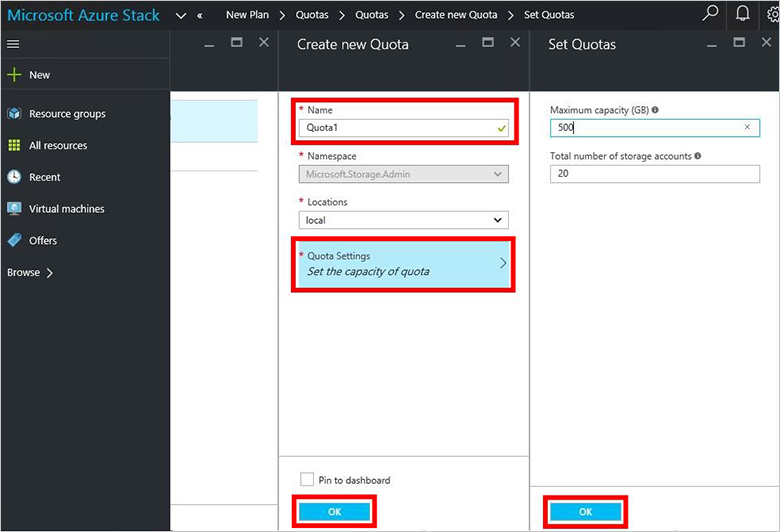 Microsoft Azure Stack
« New Plan > Quotas > Quotas > Create new Quota > Set Quotas
New
Resource groups
All resources
Recent
Virtual machines
Offers
Browse >
Create new Quota
* Name
Quota1
* Namespace
Microsoft.Storage.Admin
* Locations
local
* Quota Settings
Set the capacity of quota
Pin to dashboard
OK
Set Quotas
Maximum capacity (GB)
500
Total number of storage accounts
20
OK